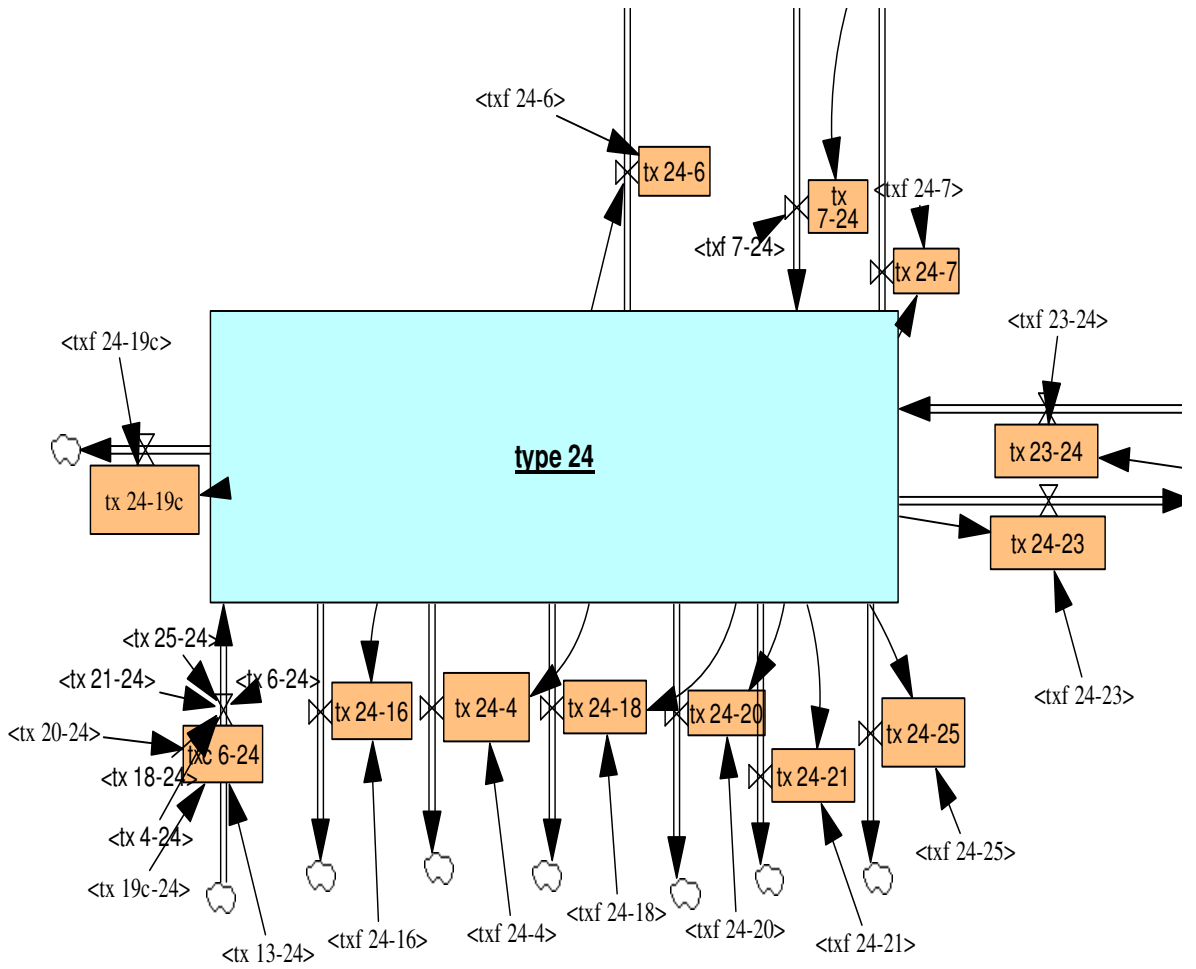 <txf 24-6>
tx 24-6
tx
7-24
<txf 24-7>
<txf 7-24>
tx 24-7
<txf 23-24>
<txf 24-19c>
type 24
tx 23-24
tx 24-19c
tx 24-23
<tx 25-24>
<tx 21-24>
<tx 6-24>
<txf 24-23>
tx 24-16
tx 24-4
tx 24-18
tx 24-20
<tx 20-24>
txc 6-24
tx 24-25
<tx 18-24>
tx 24-21
<tx 4-24>
<txf 24-25>
<tx 19c-24>
<txf 24-18>
<txf 24-20>
<txf 24-4>
<txf 24-16>
<txf 24-21>
<tx 13-24>